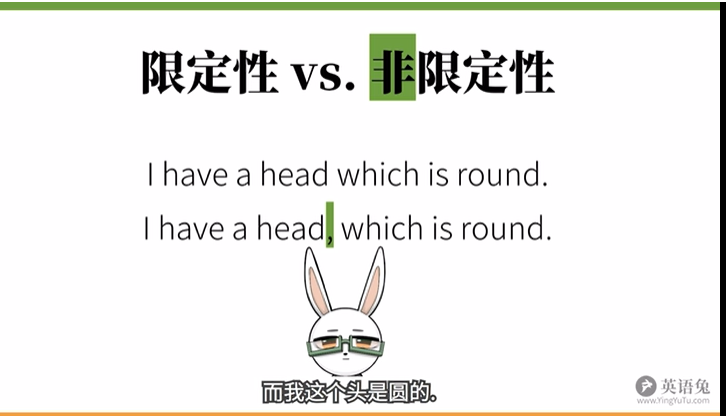 限定性 vs. 非限定性
I have a head which is round.
I have a head, which is round.
而我这个头是圆的.
英语兔
www.YingYuTu.com